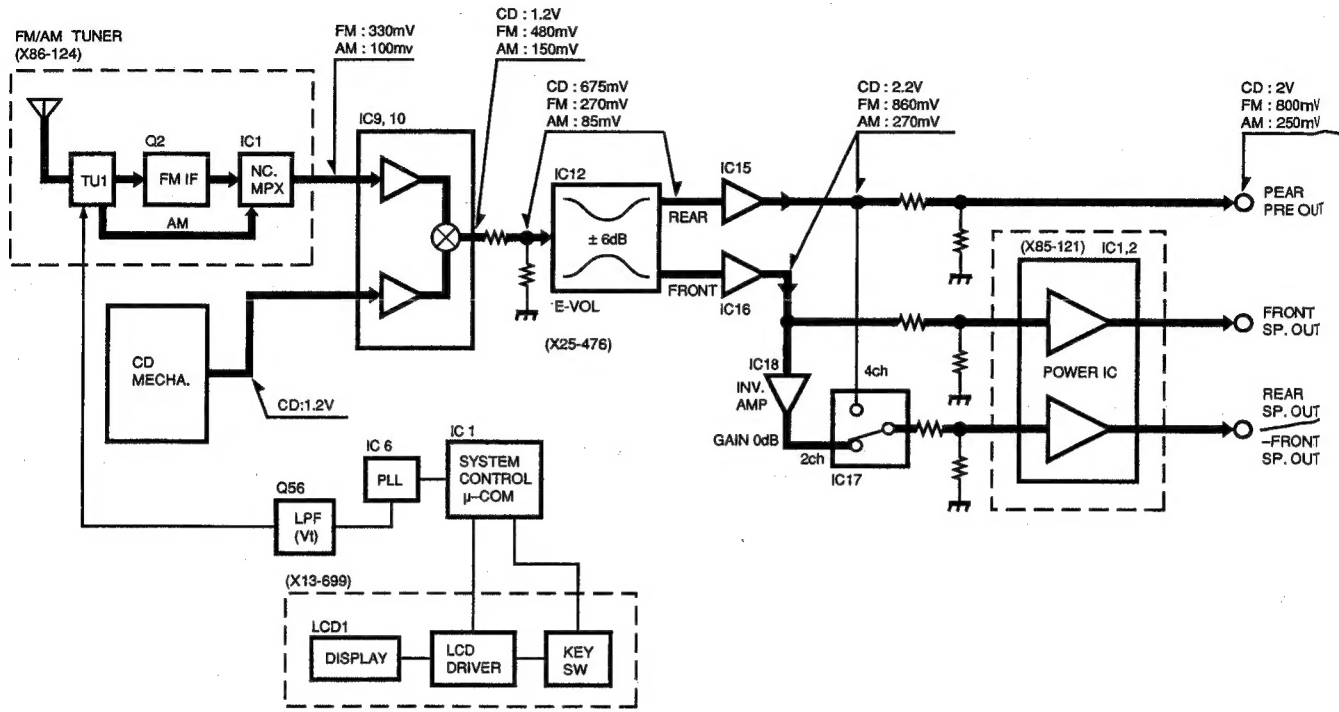 FM/AM TUNER
(X86-124)
FM : 330mV
AM : 100mv
CD : 1.2V
FM : 480mV
AM : 150mV
CD : 675mV
FM : 270mV
AM : 85mV
CD : 2.2V
FM : 860mV
AM : 270mV
CD : 2V
FM : 800mV
AM : 250mV
TU1
Q2
FM IF
IC1
NC.
MPX
AM
IC9, 10
IC12
± 6dB
E-VOL
(X25-476)
REAR
FRONT
IC15
IC16
PEAR
PRE OUT
(X85-121)
IC1,2
POWER IC
FRONT
SP. OUT
REAR
SP. OUT
-FRONT
SP. OUT
IC18
INV.
AMP
GAIN 0dB
4ch
2ch
IC17
CD
MECHA.
CD:1.2V
IC 1
SYSTEM
CONTROL
μ-COM
IC 6
PLL
Q56
LPF
(Vt)
(X13-699)
LCD1
DISPLAY
LCD
DRIVER
KEY
SW